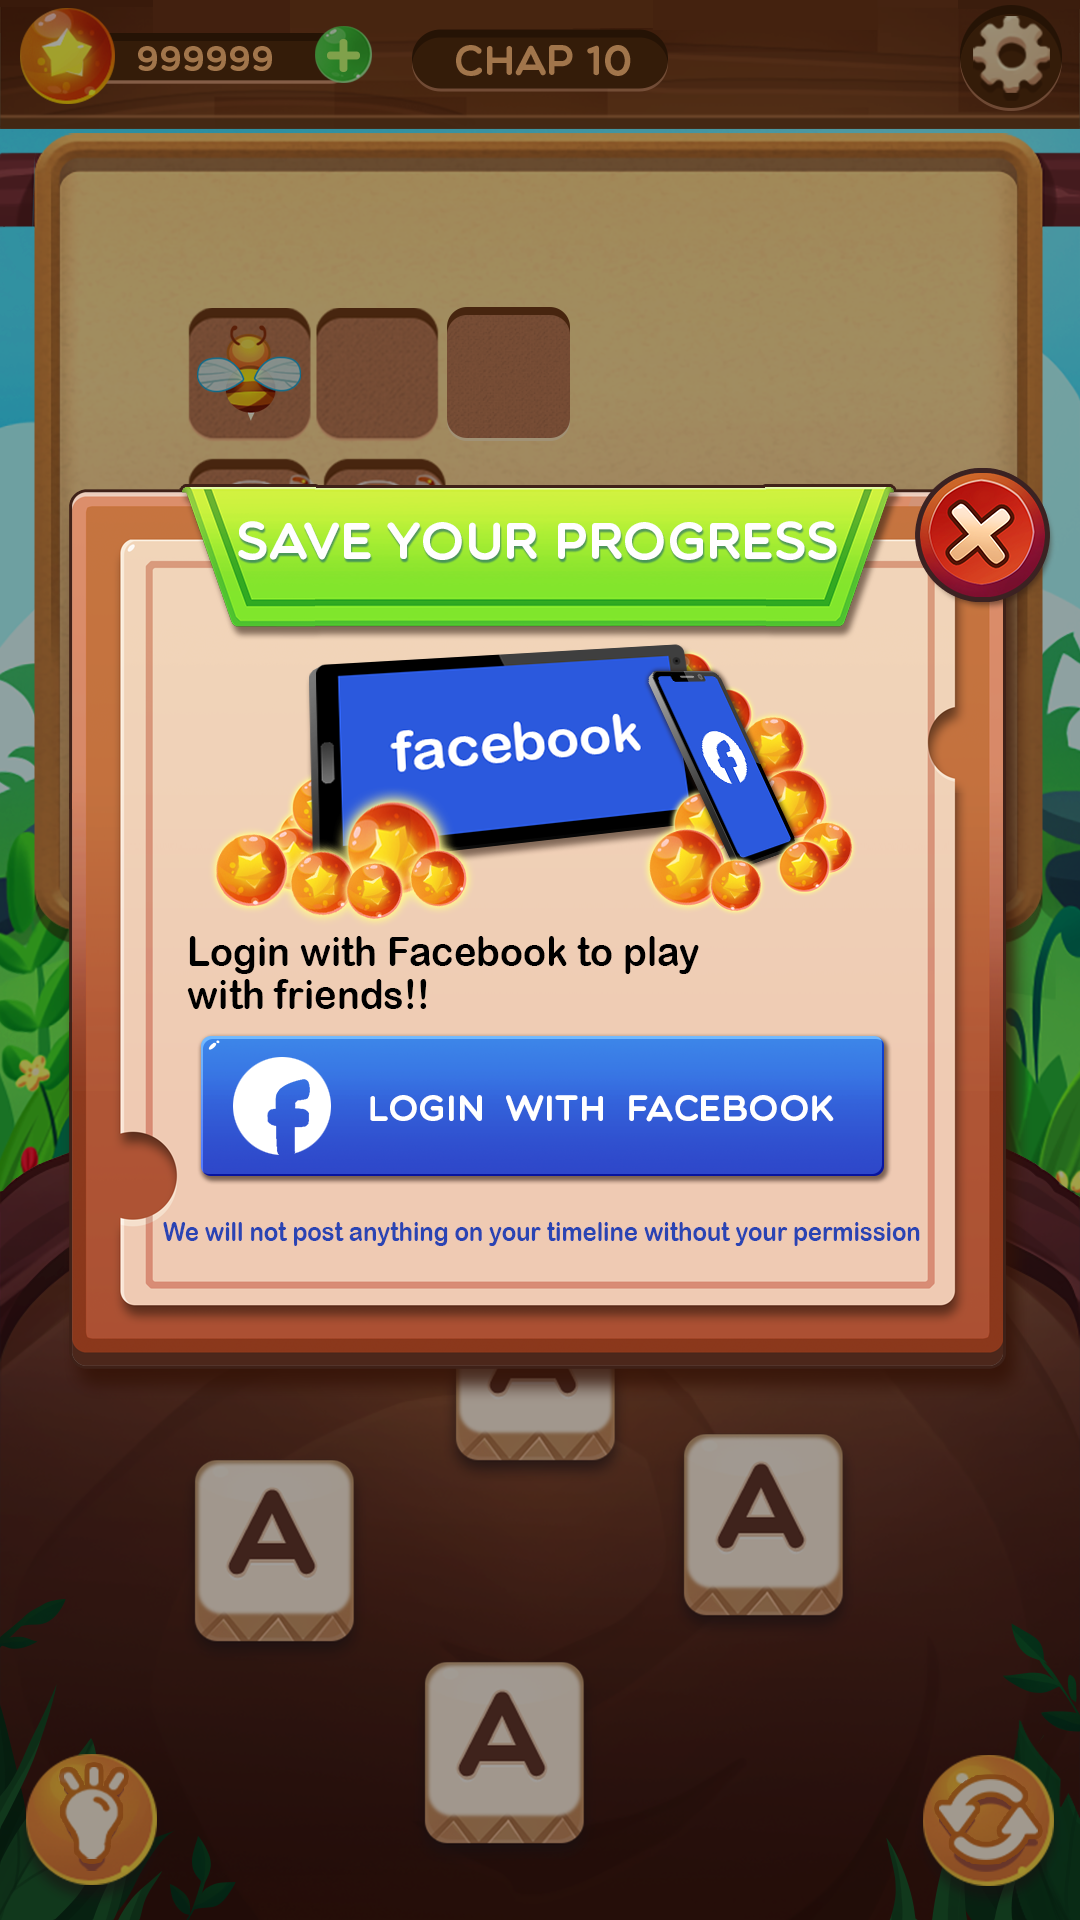 999999
CHAP 10
SAVE YOUR PROGRESS
facebook
Login with Facebook to play
with friends!!
LOGIN WITH FACEBOOK
We will not post anything on your timeline without your permission
A
A
A
A